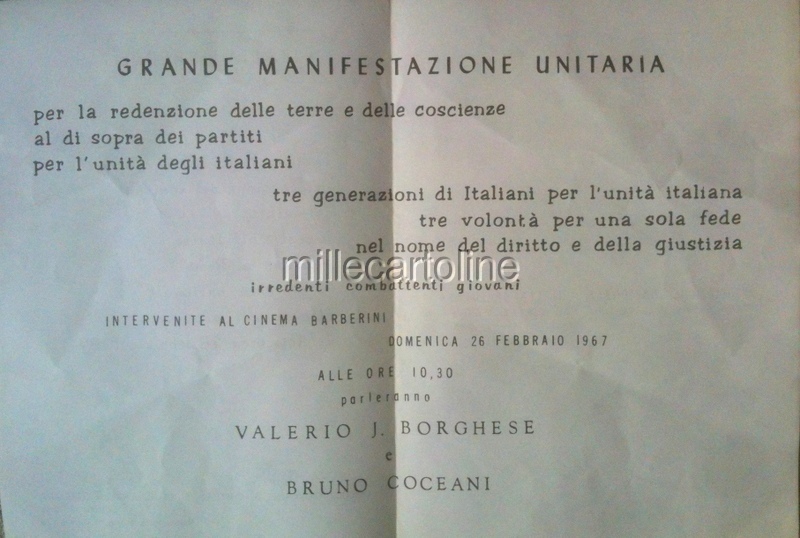 GRANDE MANIFESTAZIONE UNITARIA
per la redenzione delle terre e delle coscienze
al di sopra dei partiti
per l'unità degli italiani
tre generazioni di Italiani per l'unità italiana
tre volontà per una sola fede
nel nome del diritto e della giustizia
millecartoline
irredenti combattenti giovani
INTERVENITE AL CINEMA BARBERINI
DOMENICA 26 FEBBRAIO 1967
ALLE ORE 10,30
parleranno
VALERIO J. BORGHESE
e
BRUNO COCEANI